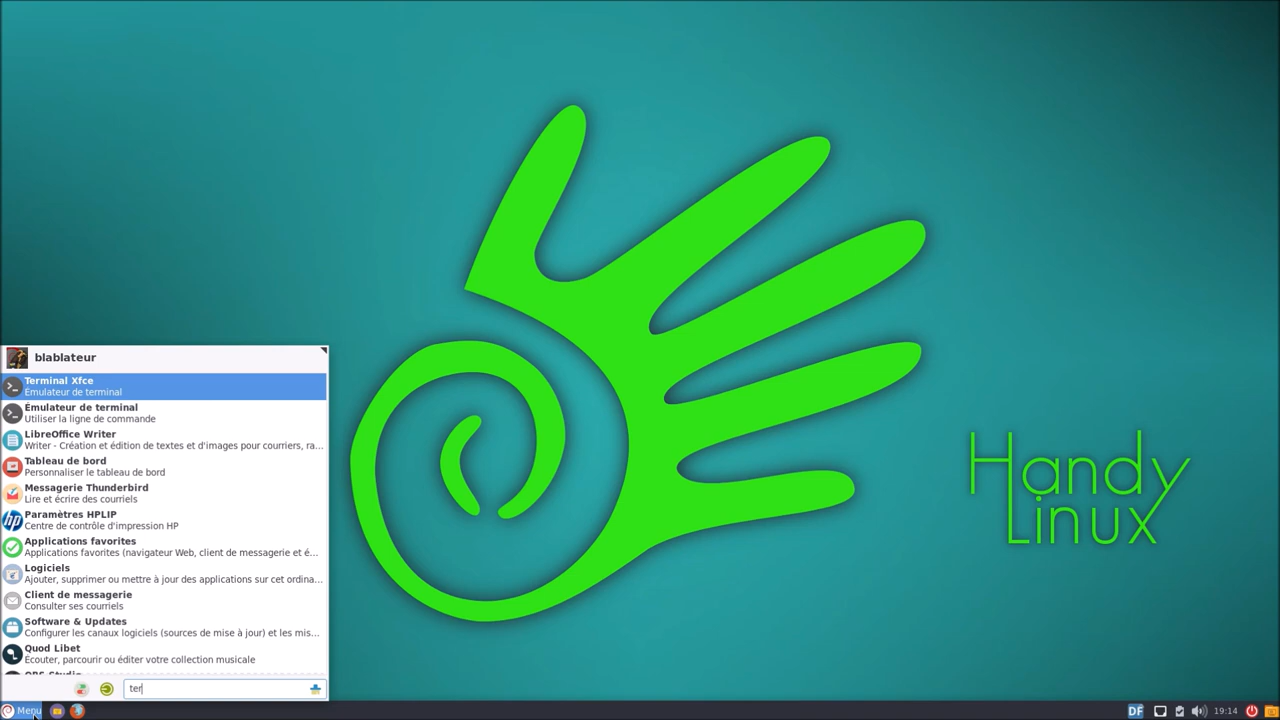 Handy
Linux
blablateur
Terminal Xfce
Émulateur de terminal
Émulateur de terminal
Utiliser la ligne de commande
LibreOffice Writer
Writer - Création et édition de textes et d'images pour courriers, ra...
Tableau de bord
Personnaliser le tableau de bord
Messagerie Thunderbird
Lire et écrire des courriels
Paramètres HPLIP
Centre de contrôle d'impression HP
Applications favorites
Applications favorites (navigateur Web, client de messagerie et é...
Logiciels
Ajouter, supprimer ou mettre à jour des applications sur cet ordina...
Client de messagerie
Consulter ses courriels
Software & Updates
Configurer les canaux logiciels (sources de mise à jour) et les mis...
Quod Libet
Écouter, parcourir ou éditer votre collection musicale
OBS Studio
ter
Menu
DF
19:14